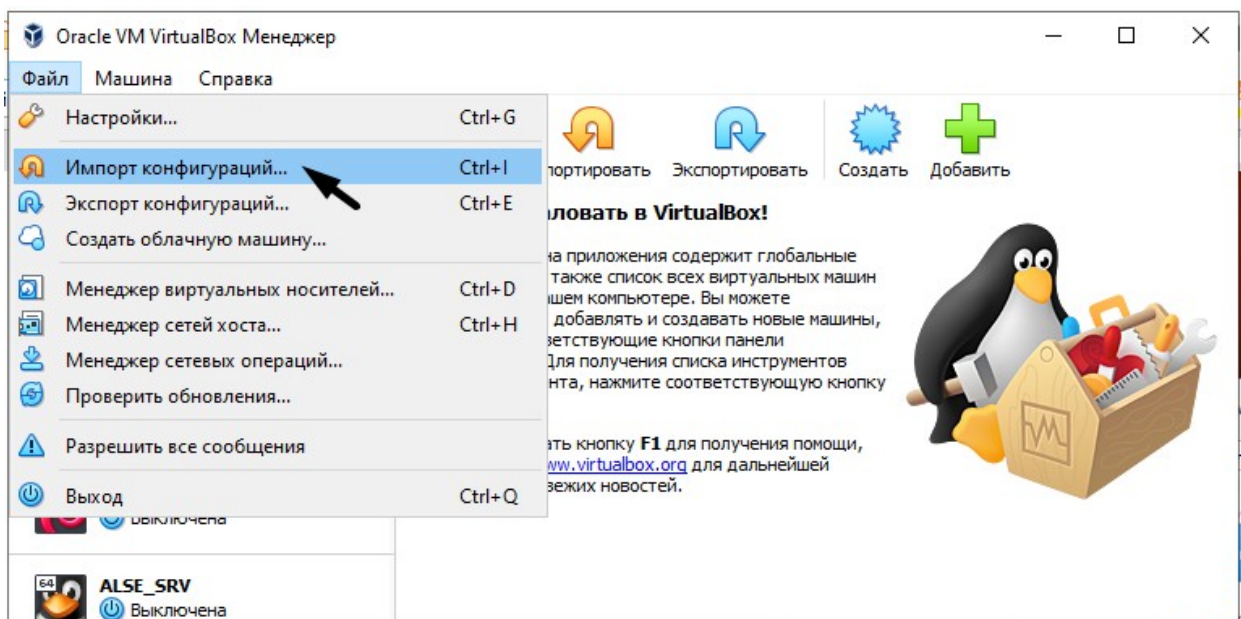 Oracle VM VirtualBox Менеджер
Файл Машина Справка
Настройки... Ctrl+G
Импорт конфигураций... Ctrl+I
Экспорт конфигураций... Ctrl+E
Создать облачную машину...
Менеджер виртуальных носителей... Ctrl+D
Менеджер сетей хоста... Ctrl+H
Менеджер сетевых операций...
Проверить обновления...
Разрешить все сообщения
Выход Ctrl+Q
Выключена
64
ALSE_SRV
Выключена
портировать Экспортировать Создать Добавить
ловать в VirtualBox!
на приложения содержит глобальные
также список всех виртуальных машин
ашем компьютере. Вы можете
добавлять и создавать новые машины,
ветствующие кнопки панели
Для получения списка инструментов
нта, нажмите соответствующую кнопку
ать кнопку F1 для получения помощи,
ww.virtualbox.org для дальнейшей
вежих новостей.